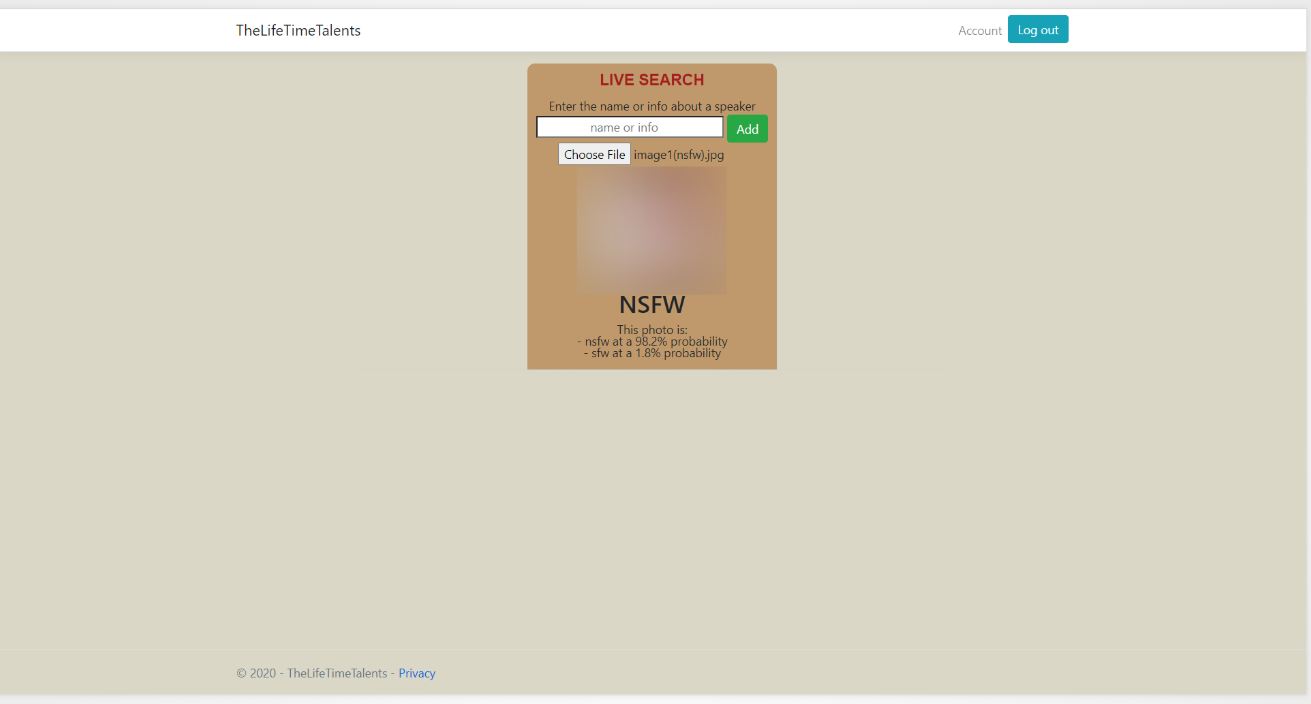 TheLifeTimeTalents
Account
Log out
LIVE SEARCH
Enter the name or info about a speaker
name or info
Add
Choose File image1(nsfw).jpg
NSFW
This photo is:
- nsfw at a 98.2% probability
- sfw at a 1.8% probability
© 2020 - TheLifeTimeTalents - Privacy